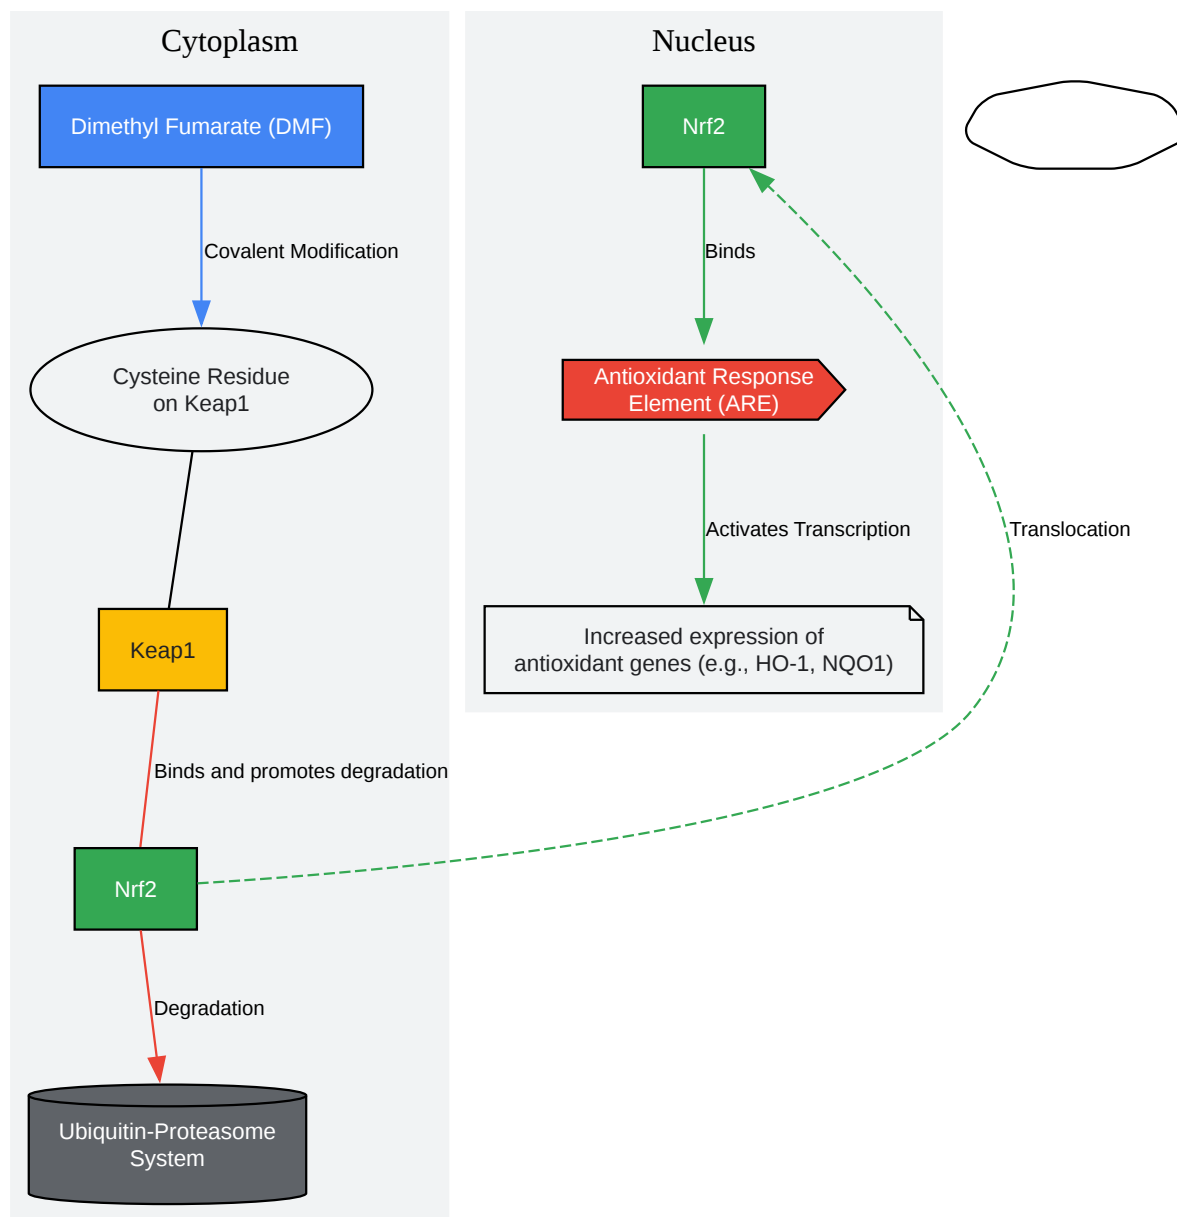 Cytoplasm
Dimethyl Fumarate (DMF)
Covalent Modification
Cysteine Residue
on Keap1
Keap1
Binds and promotes degradation
Nrf2
Degradation
Ubiquitin-Proteasome
System
Nucleus
Nrf2
Binds
Antioxidant Response
Element (ARE)
Activates Transcription
Increased expression of
antioxidant genes (e.g., HO-1, NQO1)
Translocation